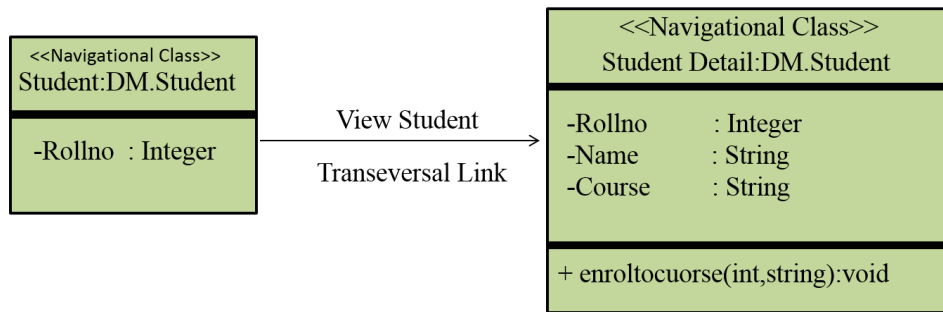 <<Navigational Class>>
Student:DM.Student
-Rollno : Integer
View Student
Transeversal Link
<<Navigational Class>>
Student Detail:DM.Student
-Rollno : Integer
-Name : String
-Course : String
+ enroltocuorse(int,string):void